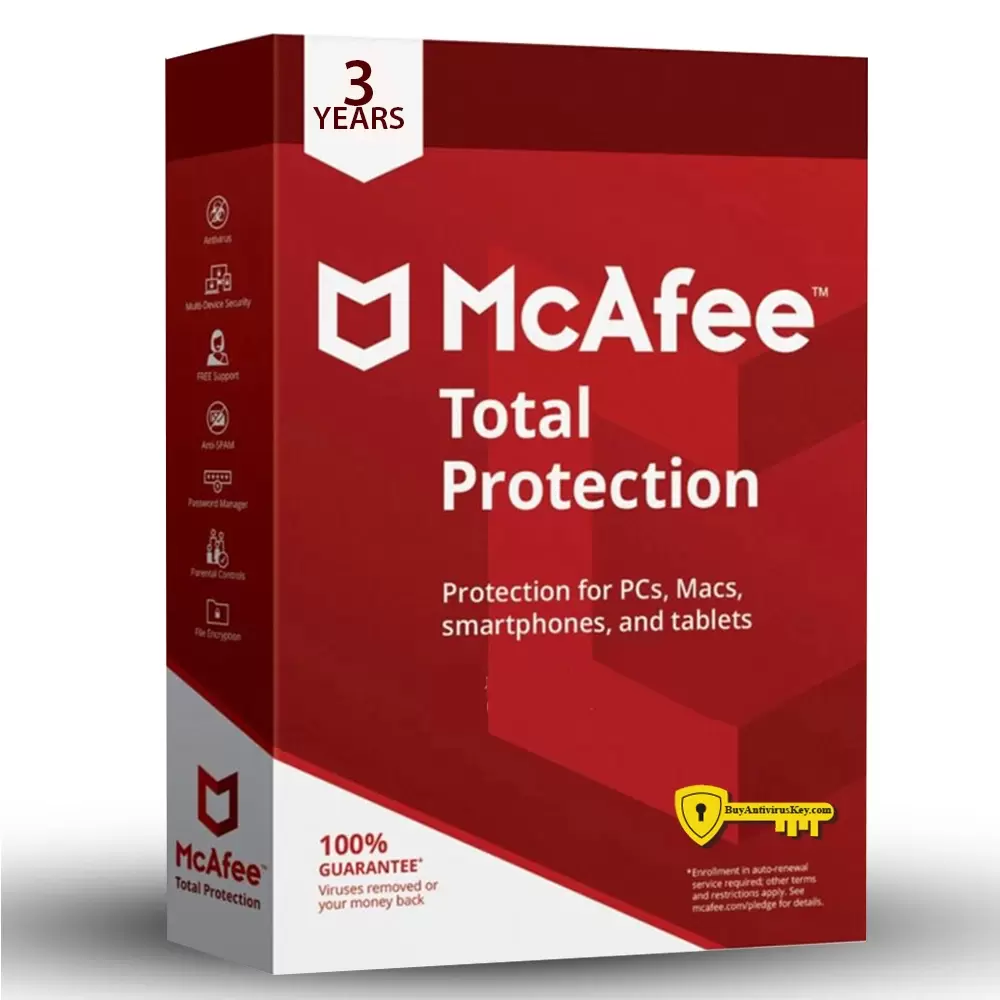 3
YEARS
Antivirus
Multi-Device Security
FREE Support
Anti-SPAM
Password Manager
Parental Controls
File Encryption
McAfee™
Total Protection
McAfee™
Total
Protection
Protection for PCs, Macs,
smartphones, and tablets
100%
GUARANTEE*
Viruses removed or
your money back
BuyAntivirusKey.com
*Enrollment in auto-renewal
service required; other terms
and restrictions apply. See
mcafee.com/pledge for details.